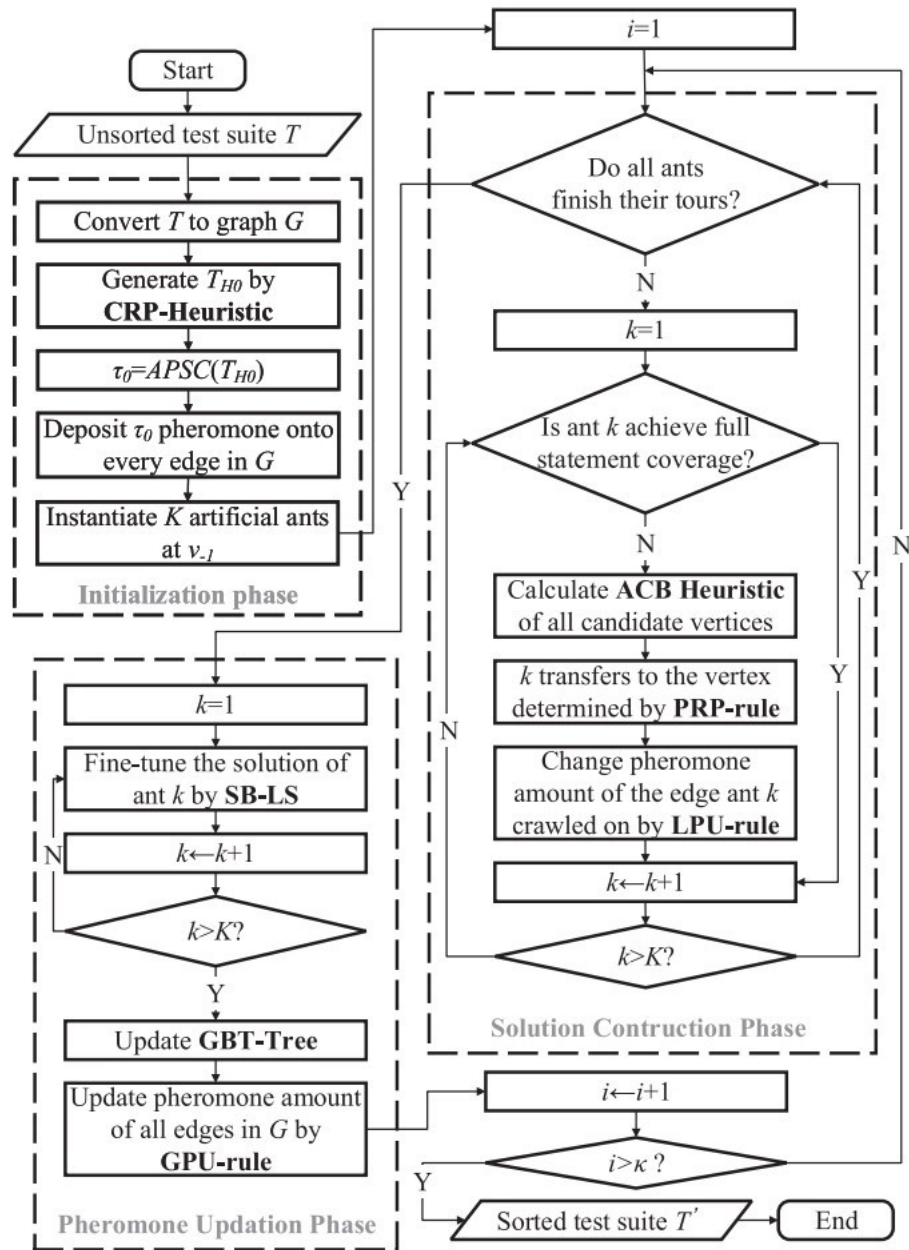 Start
Unsorted test suite T
Convert T to graph G
Generate T_H0 by
CRP-Heuristic
τ0=APSC(T_H0)
Deposit τ0 pheromone onto
every edge in G
Instantiate K artificial ants
at v-1
Initialization phase
i=1
Do all ants
finish their tours?
N
Y
k=1
Is ant k achieve full
statement coverage?
N
Y
Calculate ACB Heuristic
of all candidate vertices
k transfers to the vertex
determined by PRP-rule
Change pheromone
amount of the edge ant k
crawled on by LPU-rule
k←k+1
k>K?
N
Y
Solution Contruction Phase
k=1
Fine-tune the solution of
ant k by SB-LS
k←k+1
k>K?
N
Y
Update GBT-Tree
Update pheromone amount
of all edges in G by
GPU-rule
Pheromone Updation Phase
i←i+1
i>κ ?
N
Y
Sorted test suite T'
End